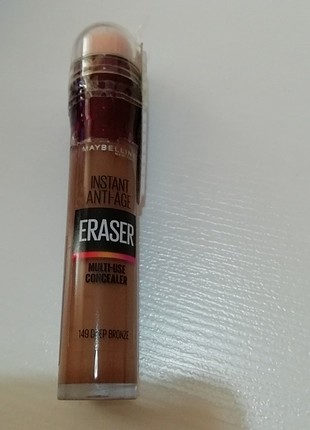 MAYBELLINE
INSTANT
ANTI-AGE
ERASER
MULTI-USE
CONCEALER
149 DEEP BRONZE